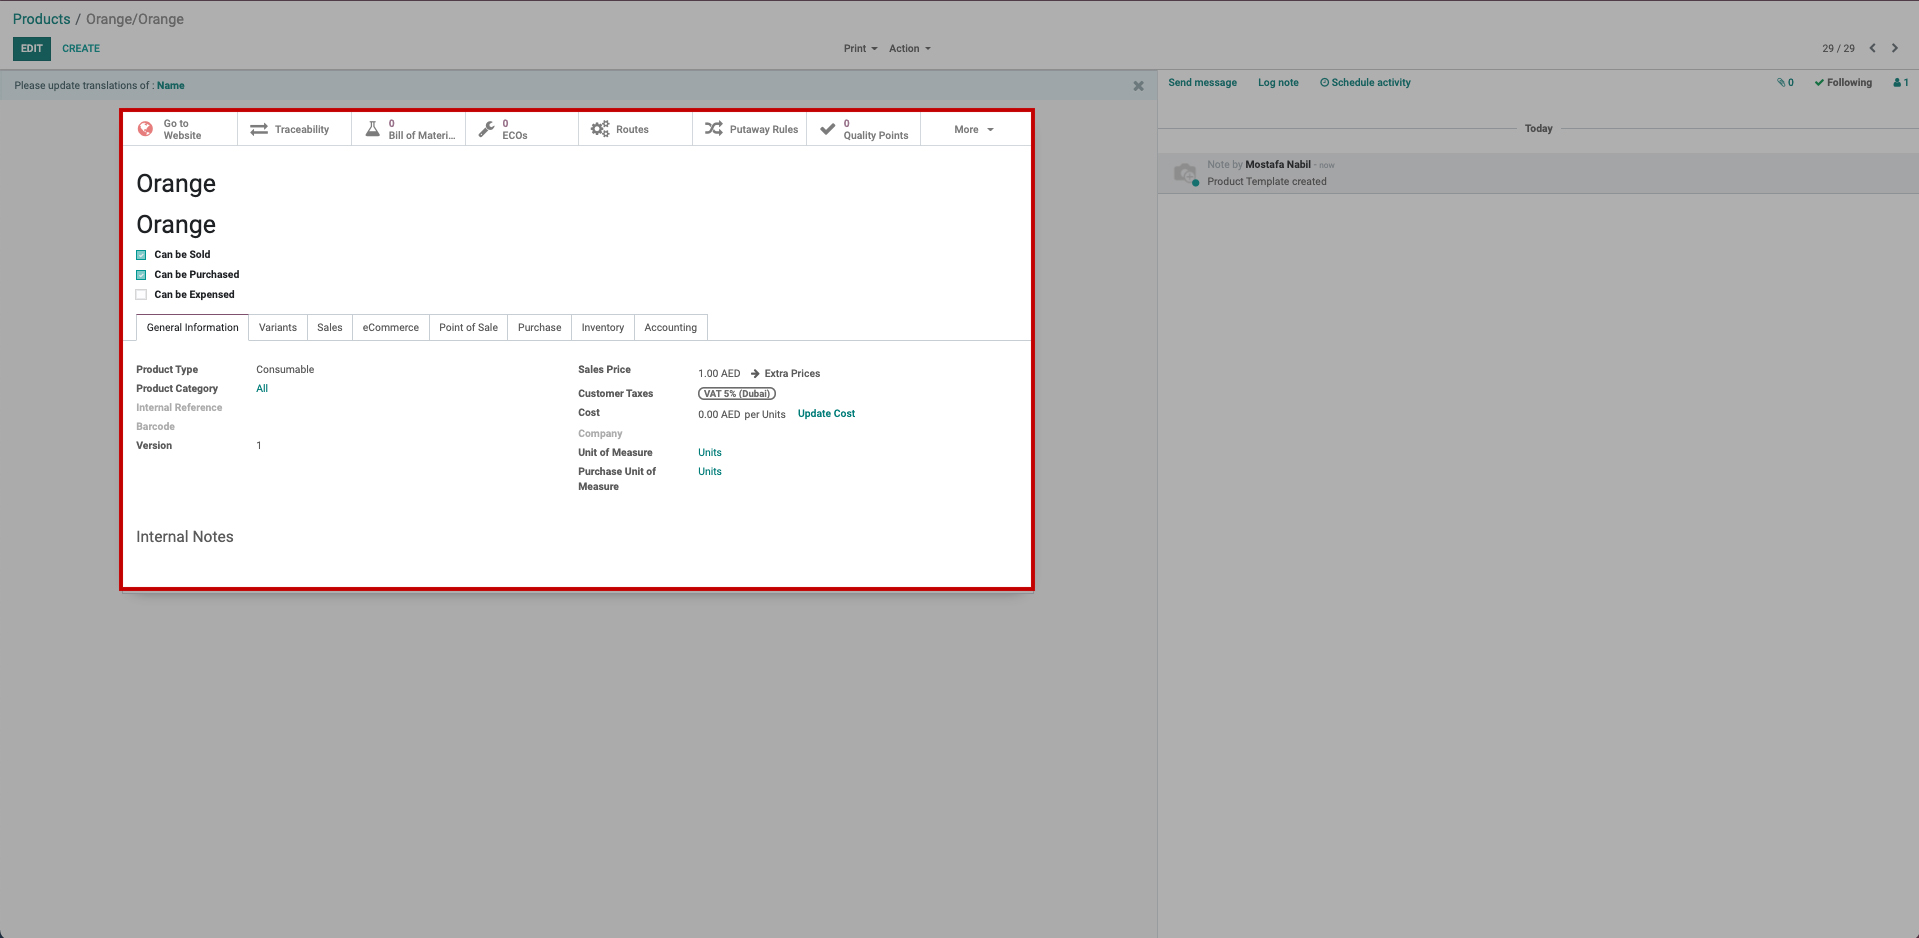 Products / Orange/Orange
EDIT CREATE Print Action 29 / 29
Please update translations of : Name
Send message Log note Schedule activity 0 Following 1
Go to Website
Traceability
0 Bill of Materi...
0 ECOs
Routes
Putaway Rules
0 Quality Points
More
Today
Note by Mostafa Nabil - now
Product Template created
Orange
Orange
Can be Sold
Can be Purchased
Can be Expensed
General Information Variants Sales eCommerce Point of Sale Purchase Inventory Accounting
Product Type Consumable
Product Category All
Internal Reference
Barcode
Version 1
Sales Price 1.00 AED Extra Prices
Customer Taxes VAT 5% (Dubai)
Cost 0.00 AED per Units Update Cost
Company
Unit of Measure Units
Purchase Unit of Measure Units
Internal Notes